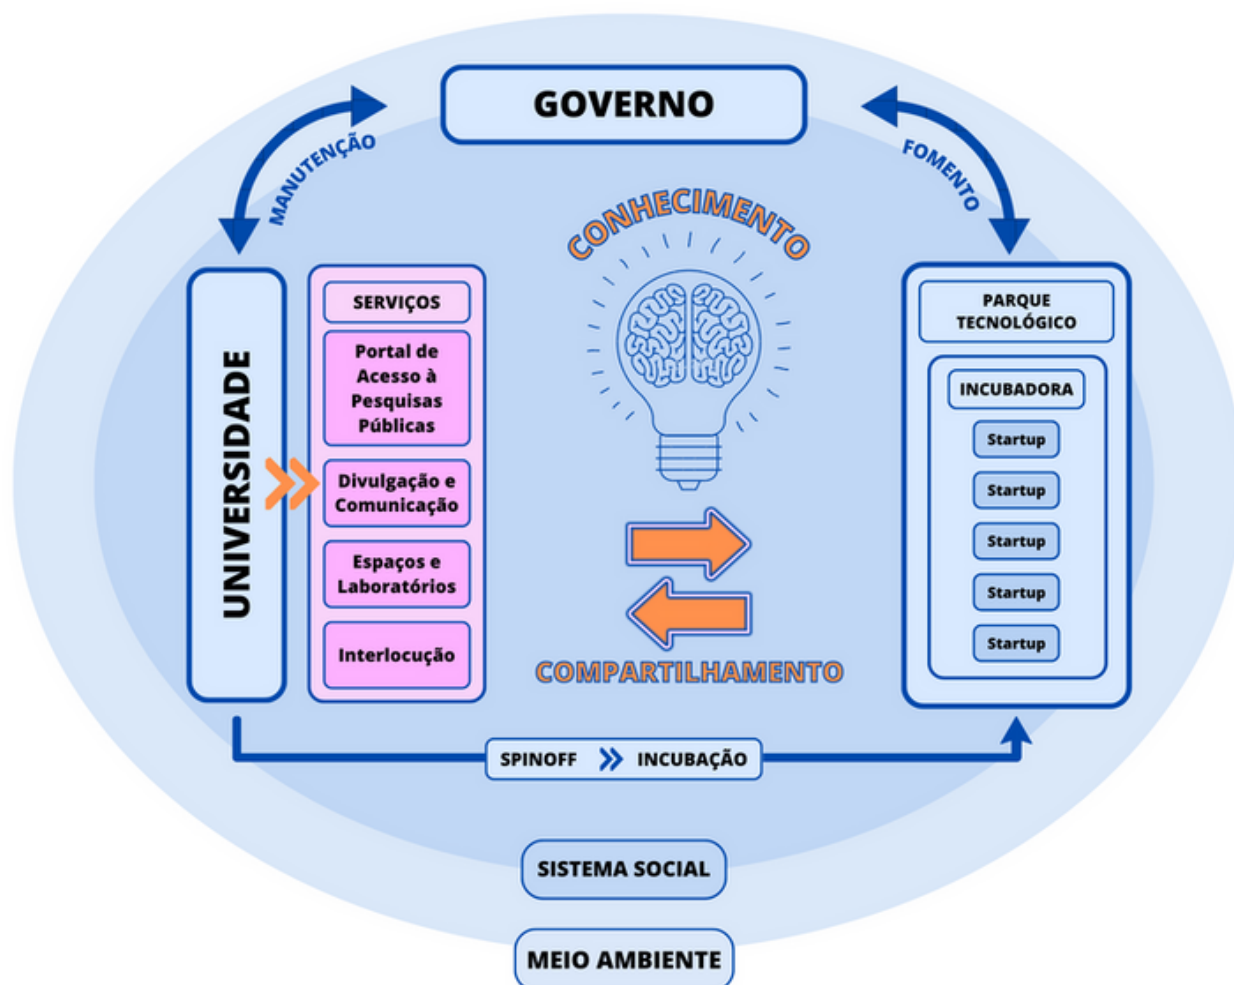 GOVERNO
MANUTENÇÃO
FOMENTO
CONHECIMENTO
UNIVERSIDADE
SERVIÇOS
Portal de
Acesso à
Pesquisas
Públicas
Divulgação e
Comunicação
Espaços e
Laboratórios
Interlocução
COMPARTILHAMENTO
PARQUE
TECNOLÓGICO
INCUBADORA
Startup
Startup
Startup
Startup
Startup
SPINOFF >> INCUBAÇÃO
SISTEMA SOCIAL
MEIO AMBIENTE